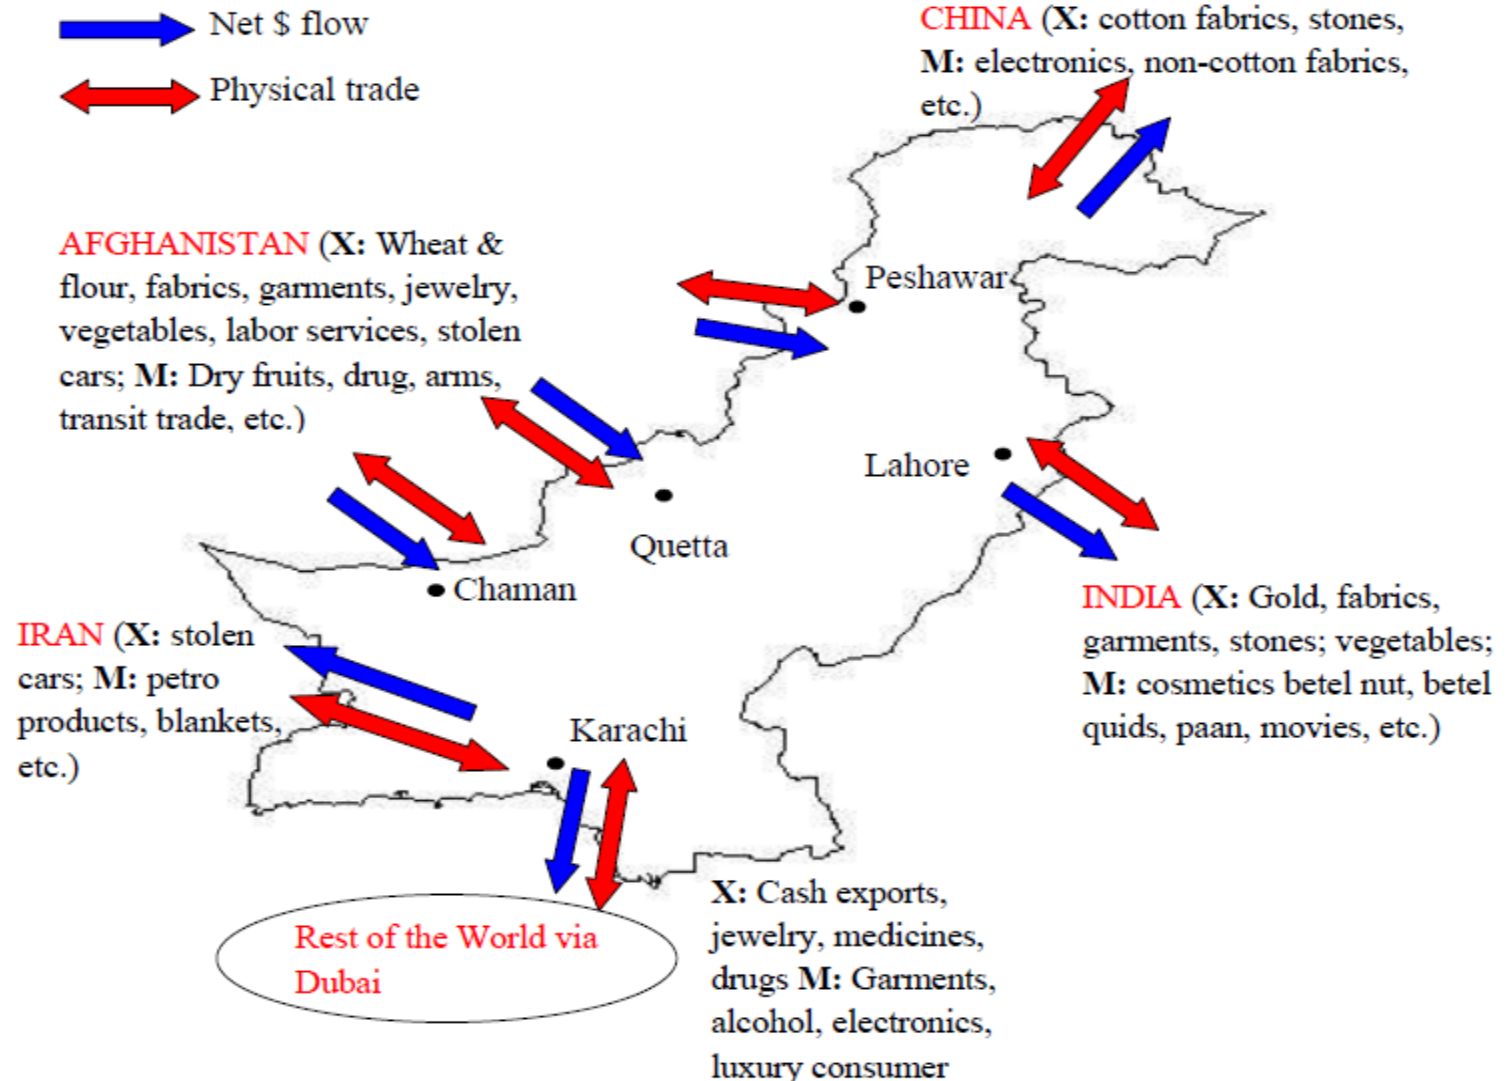 Net $ flow
Physical trade
CHINA (X: cotton fabrics, stones,
M: electronics, non-cotton fabrics,
etc.)
AFGHANISTAN (X: Wheat &
flour, fabrics, garments, jewelry,
vegetables, labor services, stolen
cars; M: Dry fruits, drug, arms,
transit trade, etc.)
Peshawar
Lahore
Quetta
Chaman
INDIA (X: Gold, fabrics,
garments, stones; vegetables;
M: cosmetics betel nut, betel
quids, paan, movies, etc.)
IRAN (X: stolen
cars; M: petro
products, blankets,
etc.)
Karachi
Rest of the World via
Dubai
X: Cash exports,
jewelry, medicines,
drugs M: Garments,
alcohol, electronics,
luxury consumer